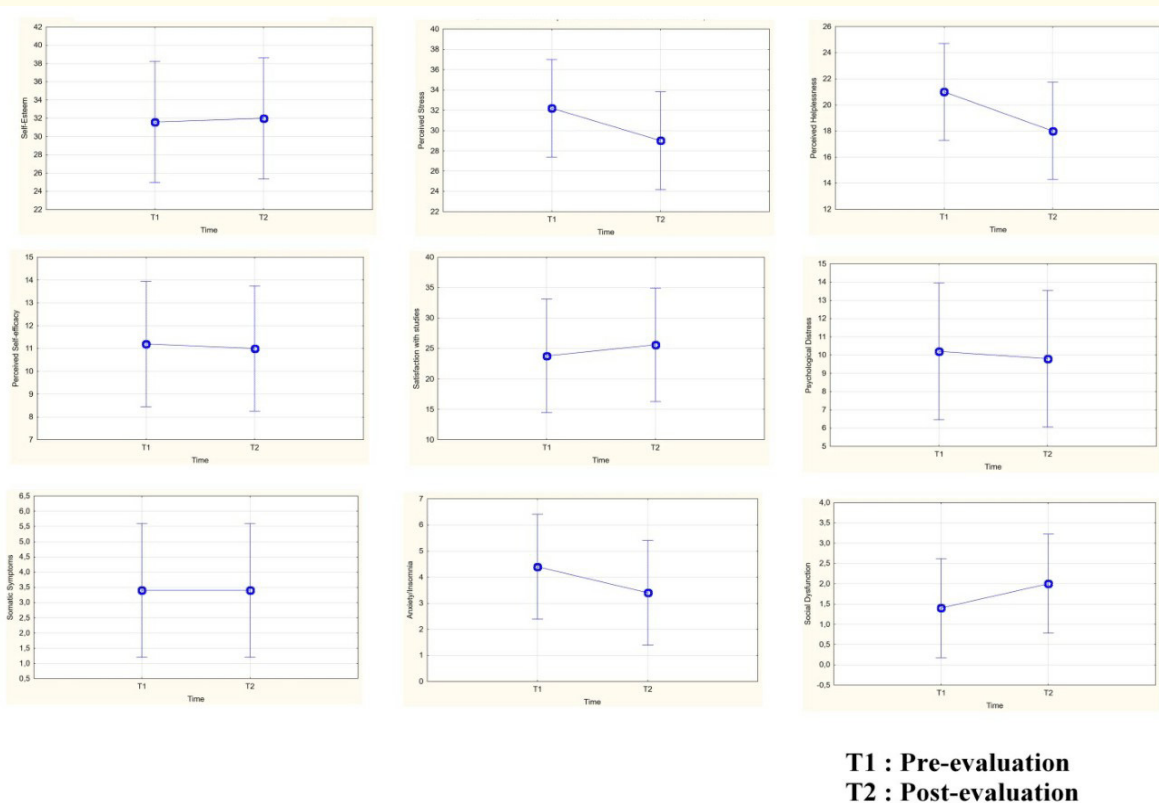 Self-Esteem
42
40
38
36
34
32
30
28
26
24
22
T1
T2
Time
Perceived Stress
40
38
36
34
32
30
28
26
24
22
T1
T2
Time
Perceived Helplessness
26
24
22
20
18
16
14
12
T1
T2
Time
Perceived Self-efficacy
15
14
13
12
11
10
9
8
7
T1
T2
Time
Satisfaction with studies
40
35
30
25
20
15
10
T1
T2
Time
Psychological Distress
15
14
13
12
11
10
9
8
7
6
5
T1
T2
Time
Somatic Symptoms
6,5
6,0
5,5
5,0
4,5
4,0
3,5
3,0
2,5
2,0
1,5
1,0
0,5
T1
T2
Time
Anxiety/Insomnia
7
6
5
4
3
2
1
0
T1
T2
Time
Social Dysfunction
4,0
3,5
3,0
2,5
2,0
1,5
1,0
0,5
0,0
-0,5
T1
T2
Time
T1 : Pre-evaluation
T2 : Post-evaluation